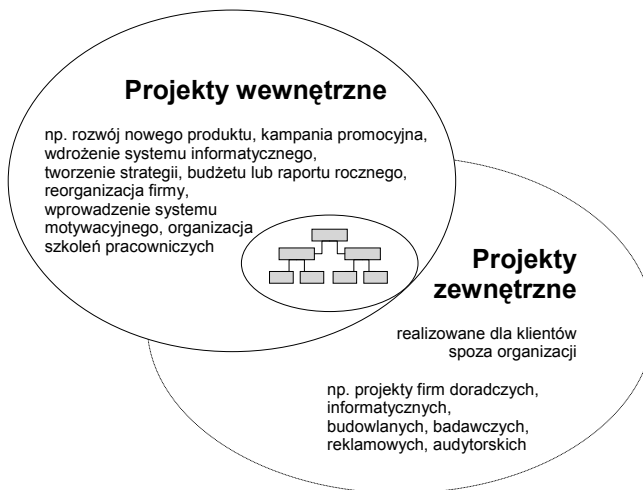 Projekty wewnętrzne
np. rozwój nowego produktu, kampania promocyjna,
wdrożenie systemu informatycznego,
tworzenie strategii, budżetu lub raportu rocznego,
reorganizacja firmy,
wprowadzenie systemu
motywacyjnego, organizacja
szkoleń pracowniczych
Projekty
zewnętrzne
realizowane dla klientów
spoza organizacji
np. projekty firm doradczych,
informatycznych,
budowlanych, badawczych,
reklamowych, audytorskich